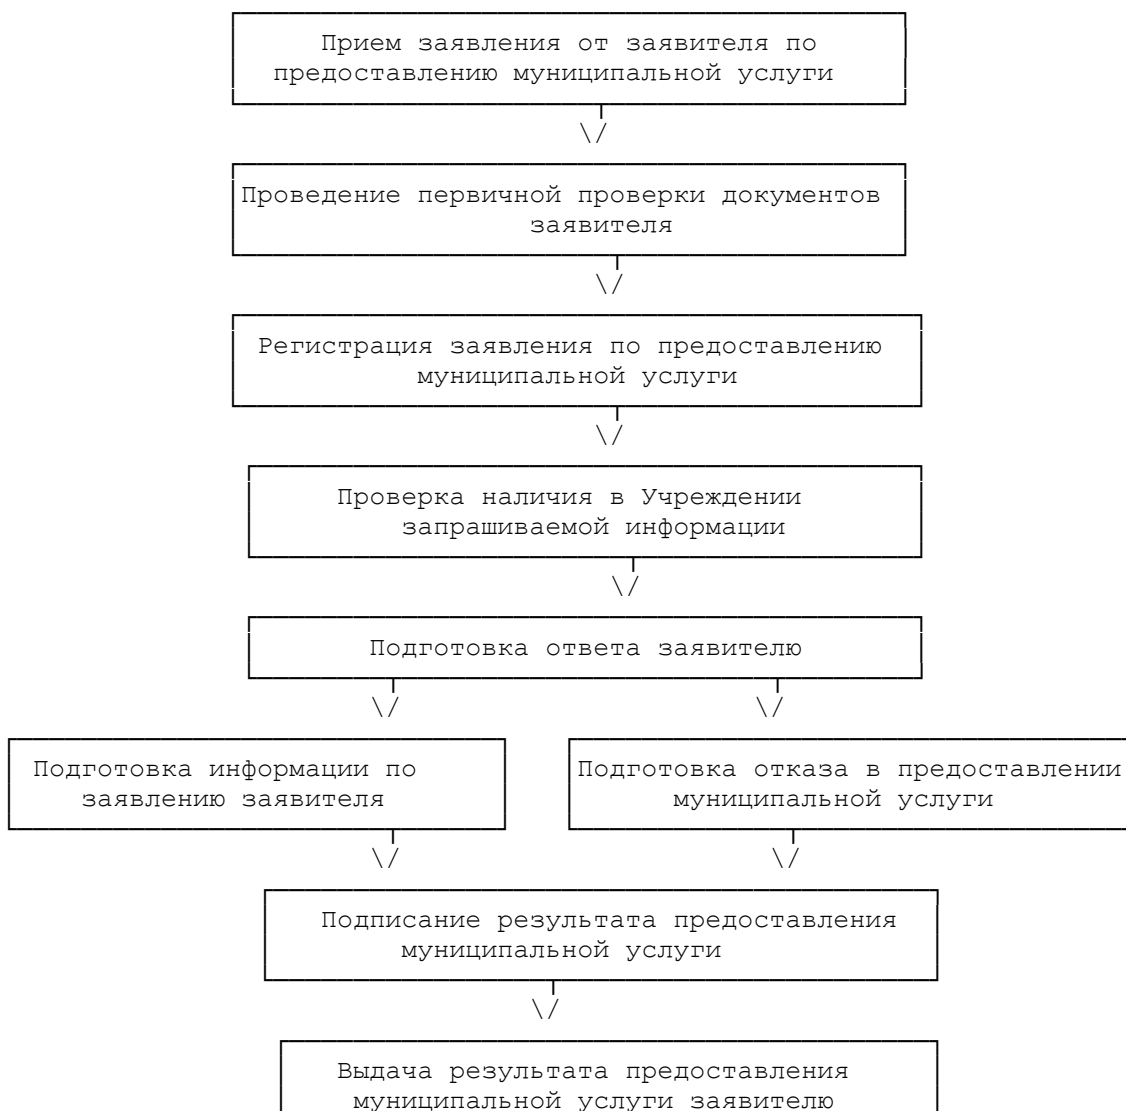 Прием заявления от заявителя по
предоставлению муниципальной услуги
\/
Проведение первичной проверки документов
заявителя
\/
Регистрация заявления по предоставлению
муниципальной услуги
\/
Проверка наличия в Учреждении
запрашиваемой информации
\/
Подготовка ответа заявителю
\/ \/
Подготовка информации по
заявлению заявителя
Подготовка отказа в предоставлении
муниципальной услуги
\/ \/
Подписание результата предоставления
муниципальной услуги
\/
Выдача результата предоставления
муниципальной услуги заявителю